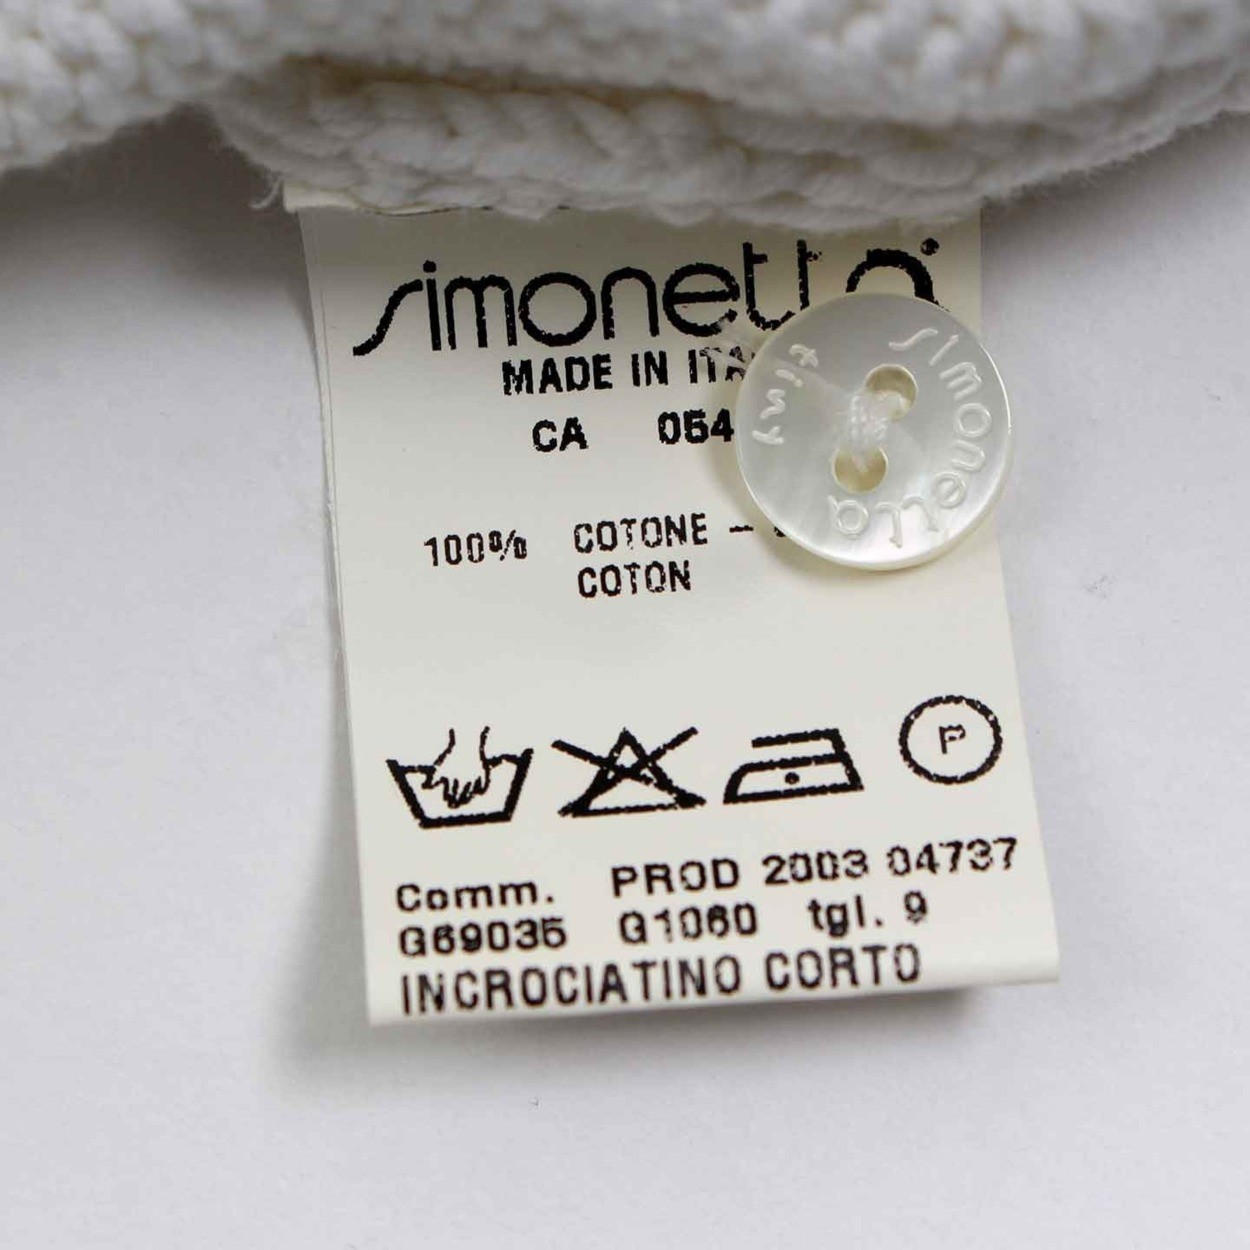 simonetta
MADE IN ITA
CA 054
100% COTONE –
COTON
P
Comm. PROD 2003 04737
G69035 G1060 tgl. 9
INCROCIATINO CORTO
simonetta
tiny